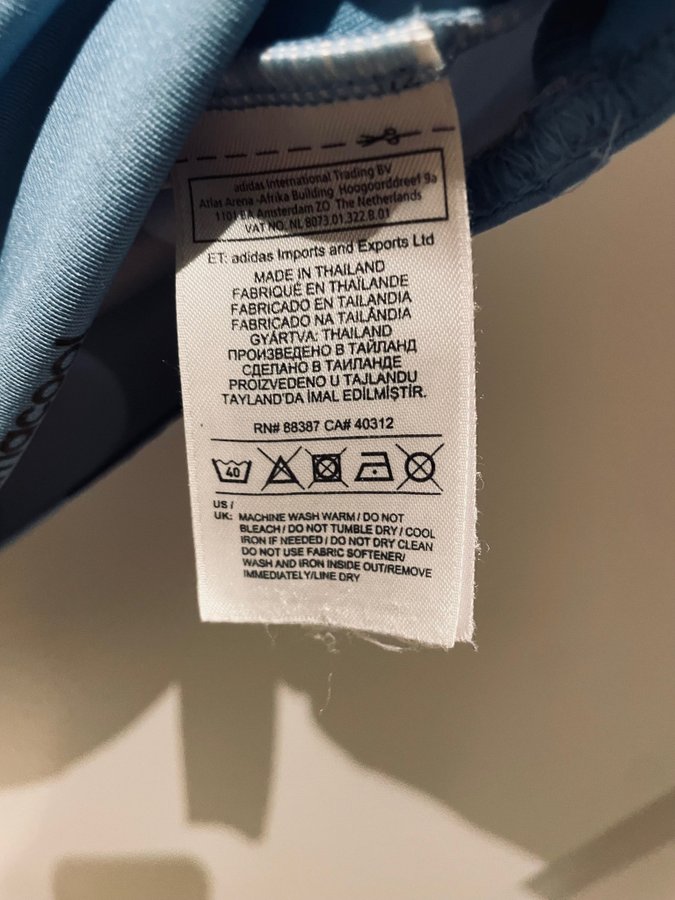 adidas International Trading BV
Atlas Arena -Afrika Building Hoogoorddreef 9a
1101 BA Amsterdam ZO The Netherlands
VAT NO. NL 8073.01.322.B.01
ET: adidas Imports and Exports Ltd
MADE IN THAILAND
FABRIQUÉ EN THAÏLANDE
FABRICADO EN TAILANDIA
FABRICADO NA TAILÂNDIA
GYÁRTVA: THAILAND
ПРОИЗВЕДЕНО В ТАЙЛАНД
СДЕЛАНО В ТАИЛАНДЕ
PROIZVEDENO U TAJLANDU
TAYLAND'DA İMAL EDİLMİŞTİR.
RN# 88387 CA# 40312
40
US /
UK: MACHINE WASH WARM / DO NOT
BLEACH / DO NOT TUMBLE DRY / COOL
IRON IF NEEDED / DO NOT DRY CLEAN
DO NOT USE FABRIC SOFTENER/
WASH AND IRON INSIDE OUT/REMOVE
IMMEDIATELY/LINE DRY